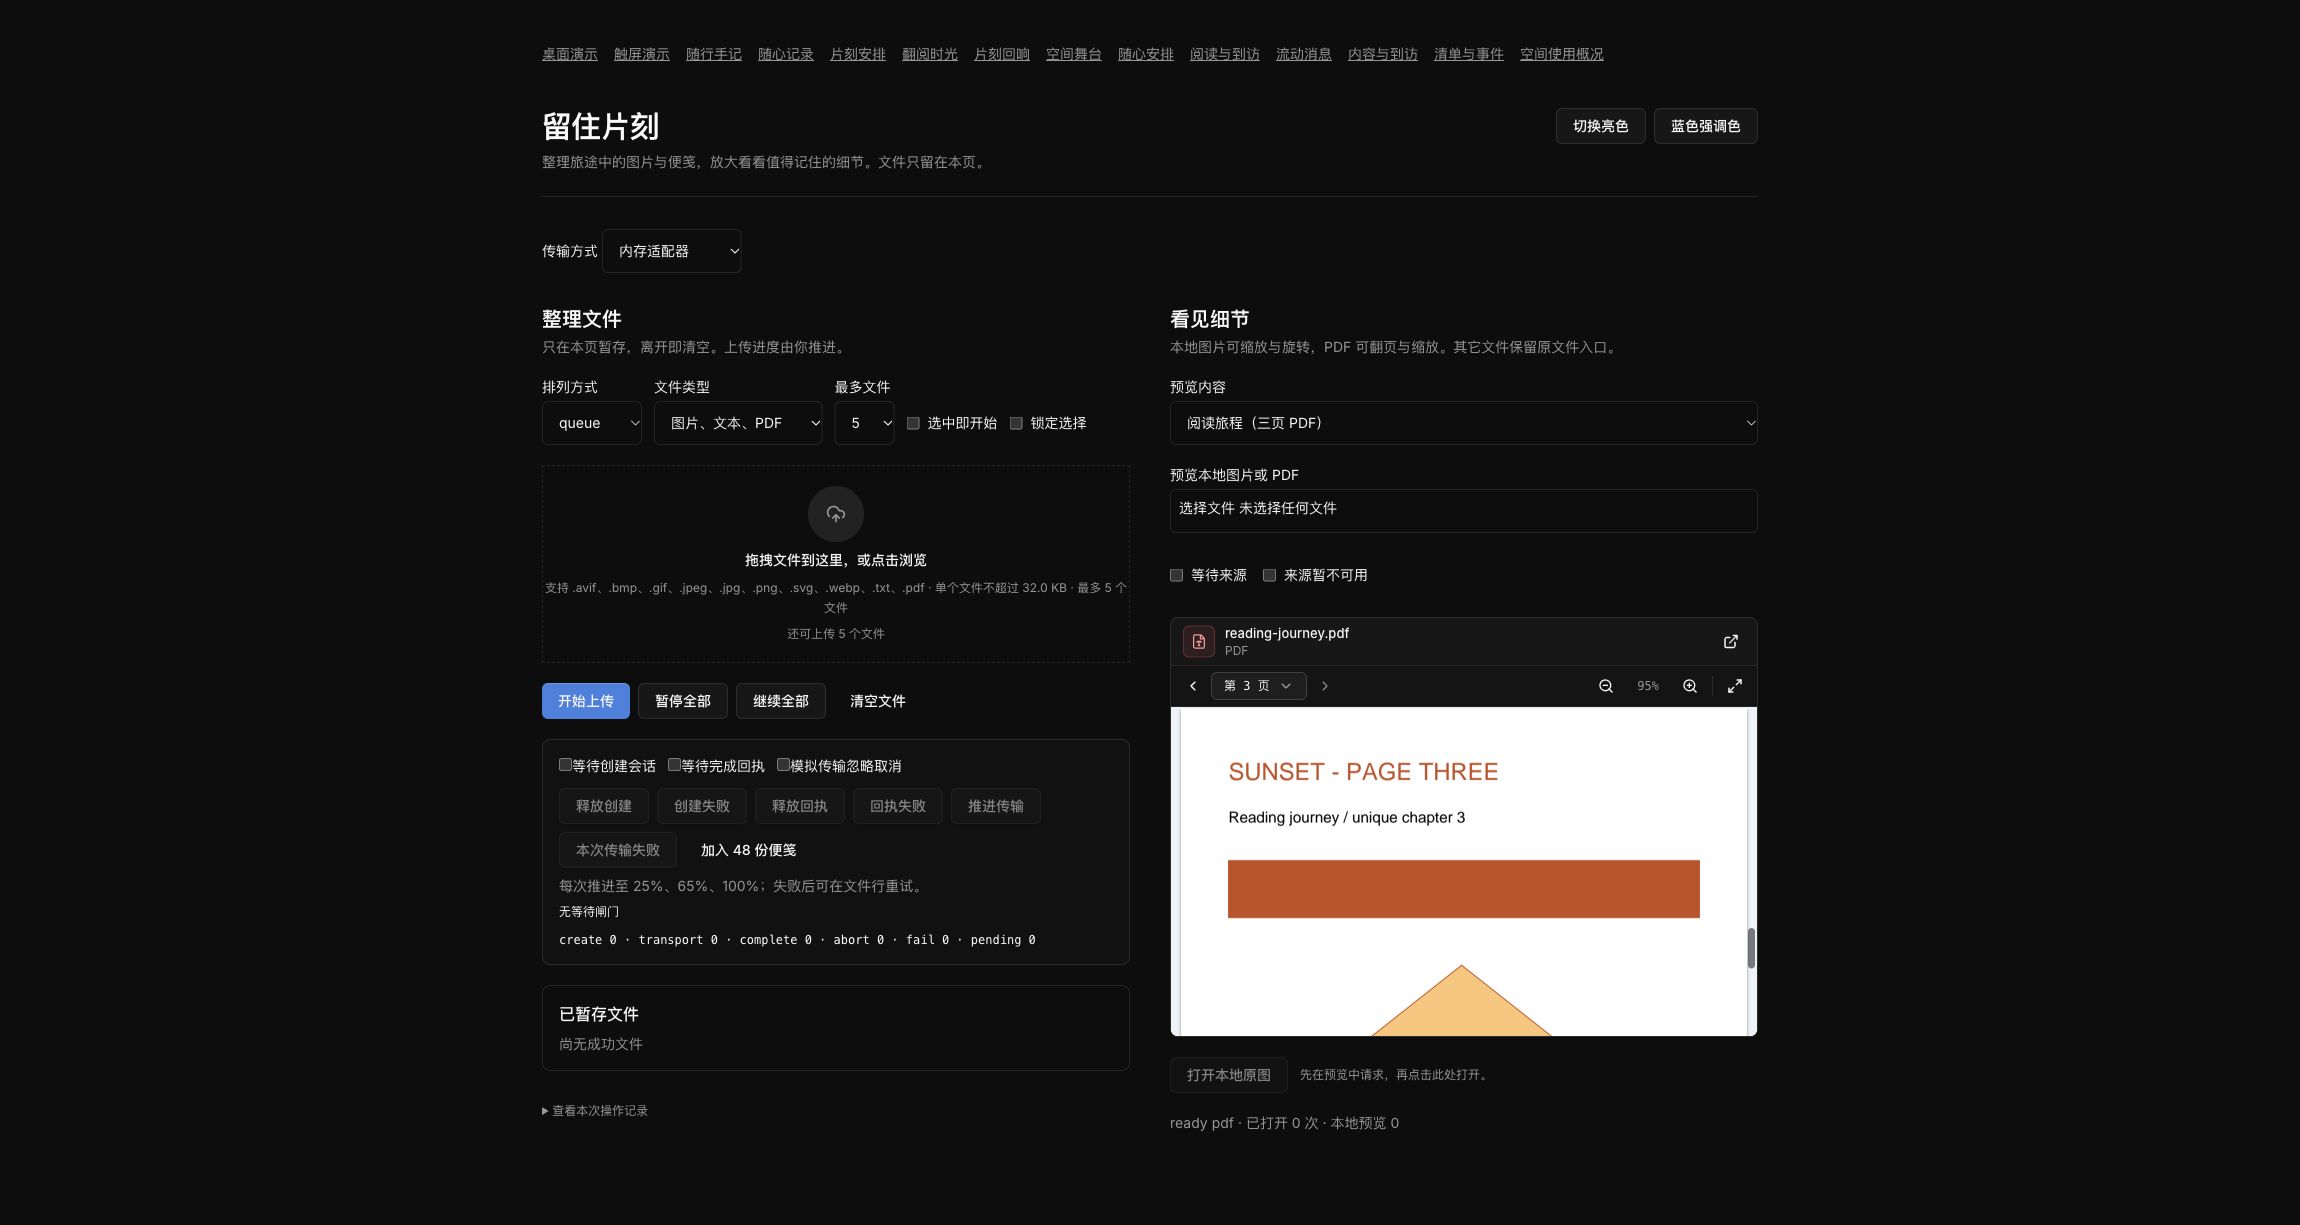 桌面演示 触屏演示 随行手记 随心记录 片刻安排 翻阅时光 片刻回响 空间舞台 随心安排 阅读与到访 流动消息 内容与到访 清单与事件 空间使用概况
留住片刻
切换亮色 蓝色强调色
整理旅途中的图片与便笺，放大看看值得记住的细节。文件只留在本页。
传输方式 内存适配器
整理文件
只在本页暂存，离开即清空。上传进度由你推进。
排列方式 文件类型 最多文件
queue 图片、文本、PDF 5 选中即开始 锁定选择
拖拽文件到这里，或点击浏览
支持 .avif、.bmp、.gif、.jpeg、.jpg、.png、.svg、.webp、.txt、.pdf · 单个文件不超过 32.0 KB · 最多 5 个
文件
还可上传 5 个文件
开始上传 暂停全部 继续全部 清空文件
等待创建会话 等待完成回执 模拟传输忽略取消
释放创建 创建失败 释放回执 回执失败 推进传输
本次传输失败 加入 48 份便笺
每次推进至 25%、65%、100%；失败后可在文件行重试。
无等待闸门
create 0 · transport 0 · complete 0 · abort 0 · fail 0 · pending 0
已暂存文件
尚无成功文件
查看本次操作记录
看见细节
本地图片可缩放与旋转，PDF 可翻页与缩放。其它文件保留原文件入口。
预览内容
阅读旅程（三页 PDF）
预览本地图片或 PDF
选择文件 未选择任何文件
等待来源 来源暂不可用
reading-journey.pdf
PDF
第 3 页 95%
SUNSET - PAGE THREE
Reading journey / unique chapter 3
打开本地原图 先在预览中请求，再点击此处打开。
ready pdf · 已打开 0 次 · 本地预览 0